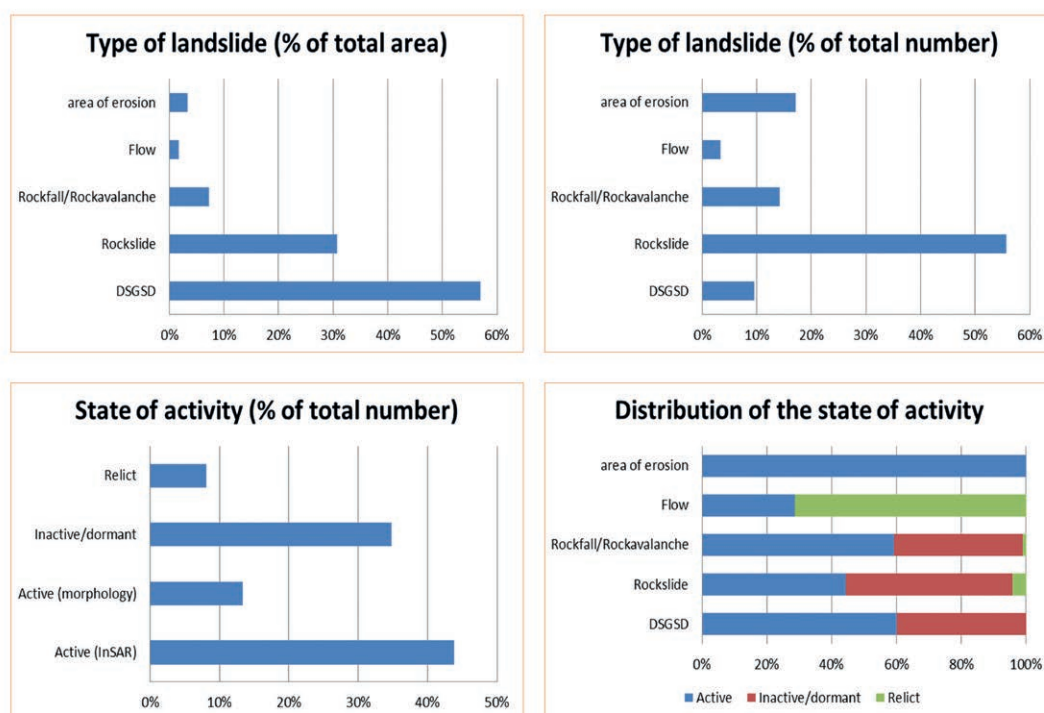 Type of landslide (% of total area)
area of erosion
Flow
Rockfall/Rockavalanche
Rockslide
DSGSD
0% 10% 20% 30% 40% 50% 60%
Type of landslide (% of total number)
area of erosion
Flow
Rockfall/Rockavalanche
Rockslide
DSGSD
0% 10% 20% 30% 40% 50% 60%
State of activity (% of total number)
Relict
Inactive/dormant
Active (morphology)
Active (InSAR)
0% 10% 20% 30% 40% 50%
Distribution of the state of activity
area of erosion
Flow
Rockfall/Rockavalanche
Rockslide
DSGSD
0% 20% 40% 60% 80% 100%
Active Inactive/dormant Relict